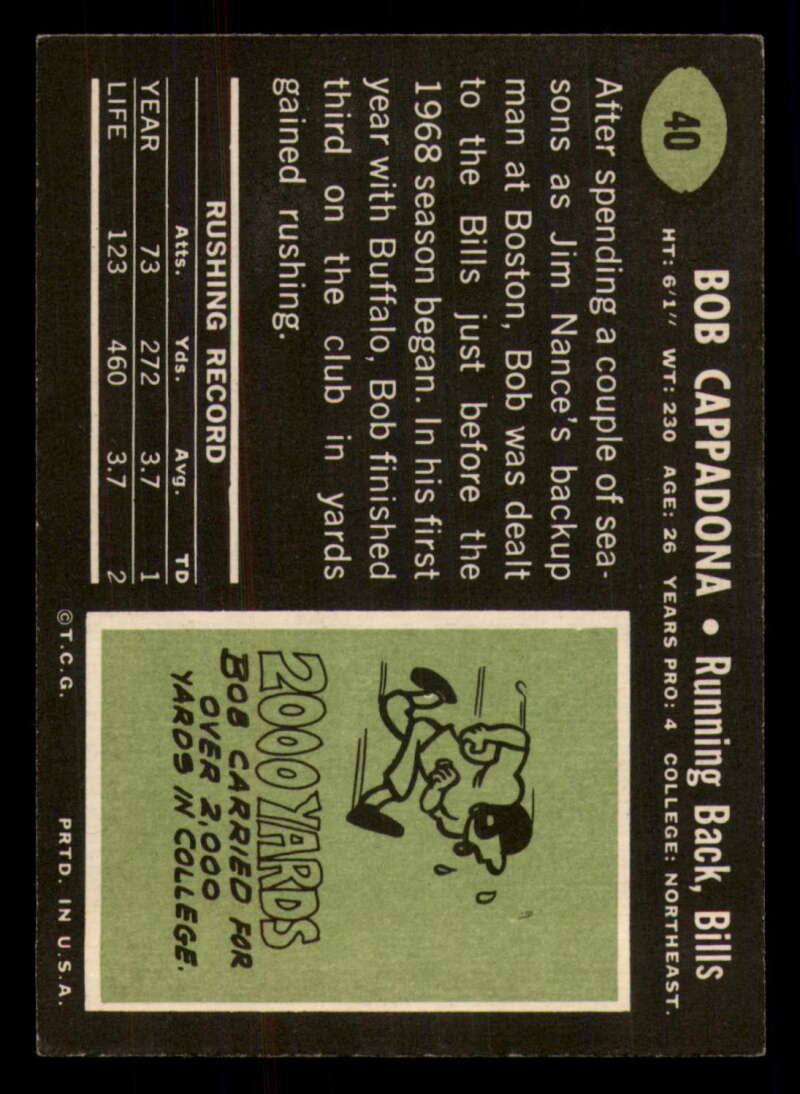 40
BOB CAPPADONA • Running Back, Bills
HT: 6'1" WT: 230 AGE: 26 YEARS PRO: 4 COLLEGE: NORTHEAST.
After spending a couple of sea-
sons as Jim Nance's backup
man at Boston, Bob was dealt
to the Bills just before the
1968 season began. In his first
year with Buffalo, Bob finished
third on the club in yards
gained rushing.
RUSHING RECORD
Atts. Yds. Avg. TD
YEAR 73 272 3.7 1
LIFE 123 460 3.7 2
2000 YARDS
BOB CARRIED FOR
OVER 2,000
YARDS IN COLLEGE.
©T.C.G. PRTD. IN U.S.A.